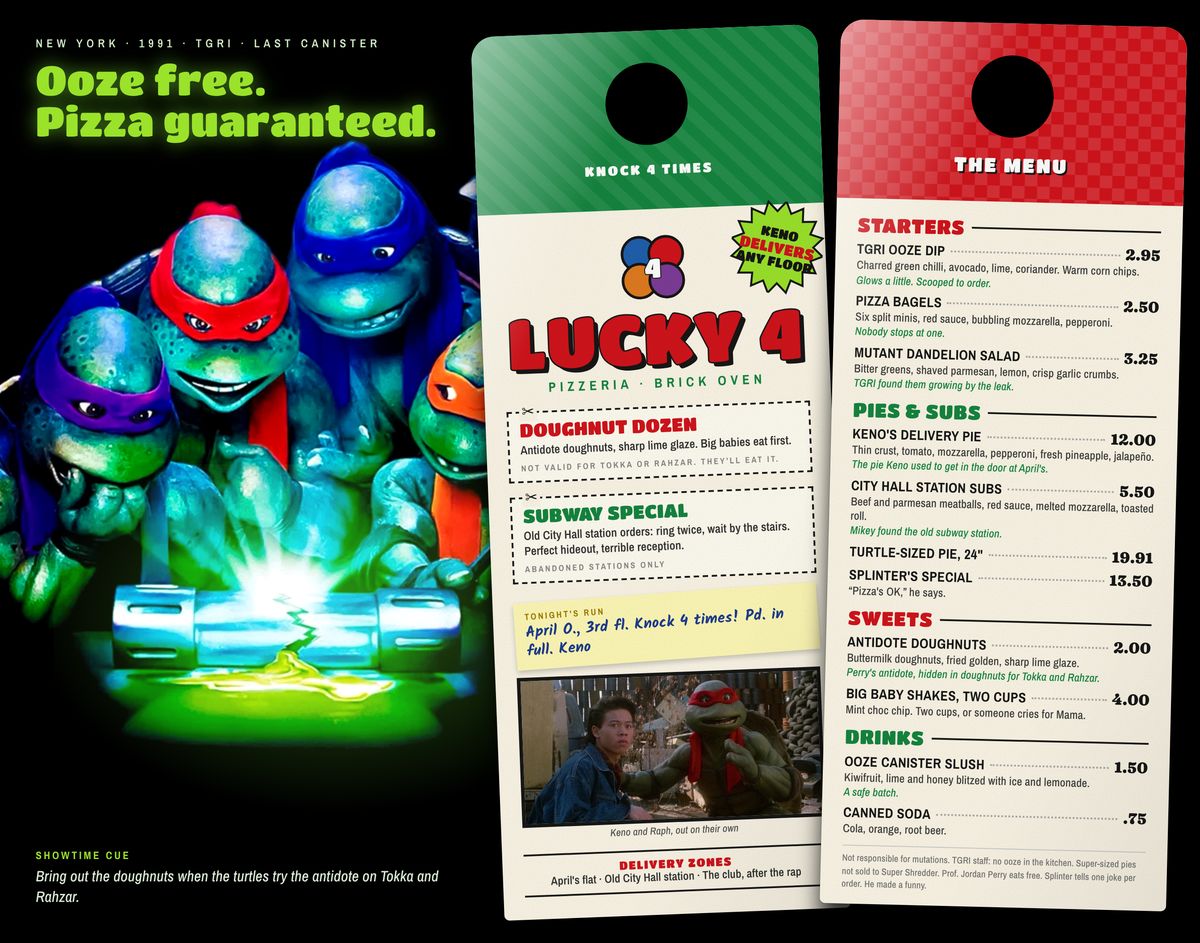 NEW YORK · 1991 · TGRI · LAST CANISTER
Ooze free.
Pizza guaranteed.
SHOWTIME CUE
Bring out the doughnuts when the turtles try the antidote on Tokka and
Rahzar.
KNOCK 4 TIMES
KENO
DELIVERS
ANY FLOOR
4
LUCKY 4
PIZZERIA · BRICK OVEN
DOUGHNUT DOZEN
Antidote doughnuts, sharp lime glaze. Big babies eat first.
NOT VALID FOR TOKKA OR RAHZAR. THEY'LL EAT IT.
SUBWAY SPECIAL
Old City Hall station orders: ring twice, wait by the stairs.
Perfect hideout, terrible reception.
ABANDONED STATIONS ONLY
TONIGHT'S RUN
April O., 3rd fl. Knock 4 times! Pd. in
full. Keno
Keno and Raph, out on their own
DELIVERY ZONES
April's flat · Old City Hall station · The club, after the rap
THE MENU
STARTERS
TGRI OOZE DIP 2.95
Charred green chilli, avocado, lime, coriander. Warm corn chips.
Glows a little. Scooped to order.
PIZZA BAGELS 2.50
Six split minis, red sauce, bubbling mozzarella, pepperoni.
Nobody stops at one.
MUTANT DANDELION SALAD 3.25
Bitter greens, shaved parmesan, lemon, crisp garlic crumbs.
TGRI found them growing by the leak.
PIES & SUBS
KENO'S DELIVERY PIE 12.00
Thin crust, tomato, mozzarella, pepperoni, fresh pineapple, jalapeño.
The pie Keno used to get in the door at April's.
CITY HALL STATION SUBS 5.50
Beef and parmesan meatballs, red sauce, melted mozzarella, toasted
roll.
Mikey found the old subway station.
TURTLE-SIZED PIE, 24" 19.91
SPLINTER'S SPECIAL 13.50
“Pizza's OK,” he says.
SWEETS
ANTIDOTE DOUGHNUTS 2.00
Buttermilk doughnuts, fried golden, sharp lime glaze.
Perry's antidote, hidden in doughnuts for Tokka and Rahzar.
BIG BABY SHAKES, TWO CUPS 4.00
Mint choc chip. Two cups, or someone cries for Mama.
DRINKS
OOZE CANISTER SLUSH 1.50
Kiwifruit, lime and honey blitzed with ice and lemonade.
A safe batch.
CANNED SODA .75
Cola, orange, root beer.
Not responsible for mutations. TGRI staff: no ooze in the kitchen. Super-sized pies
not sold to Super Shredder. Prof. Jordan Perry eats free. Splinter tells one joke per
order. He made a funny.